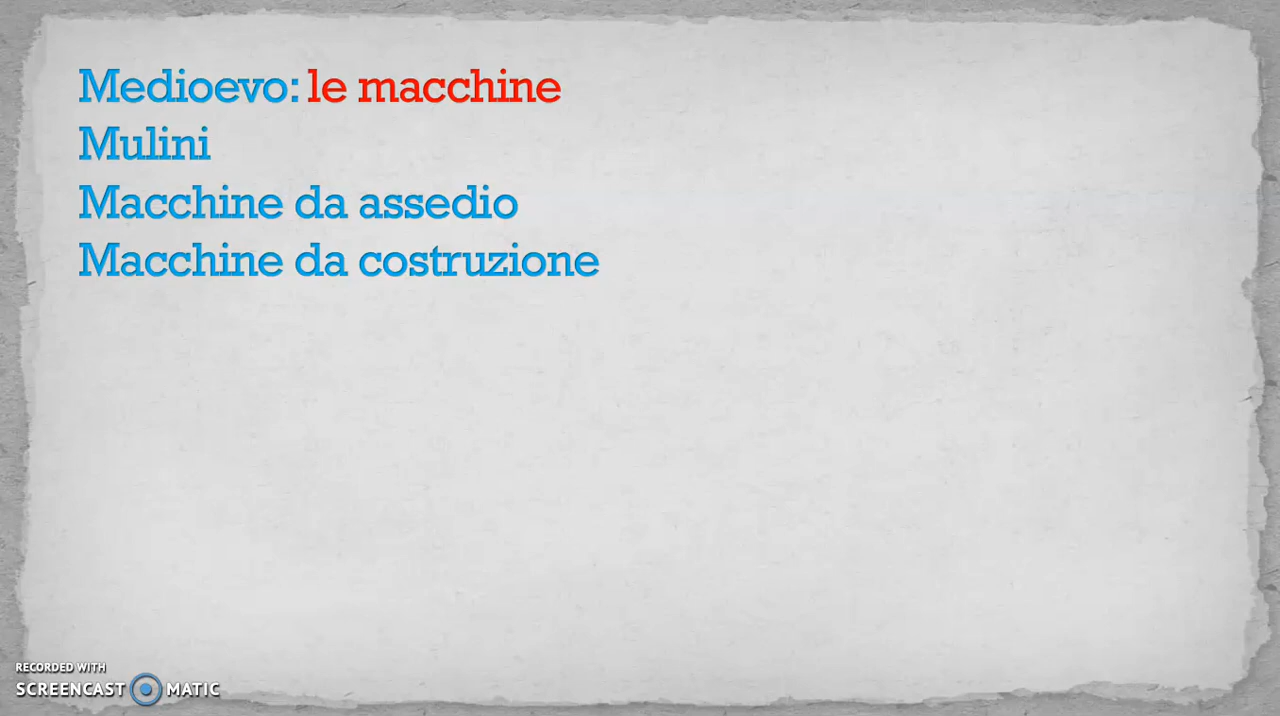 Medioevo: le macchine
Mulini
Macchine da assedio
Macchine da costruzione
RECORDED WITH
SCREENCAST MATIC